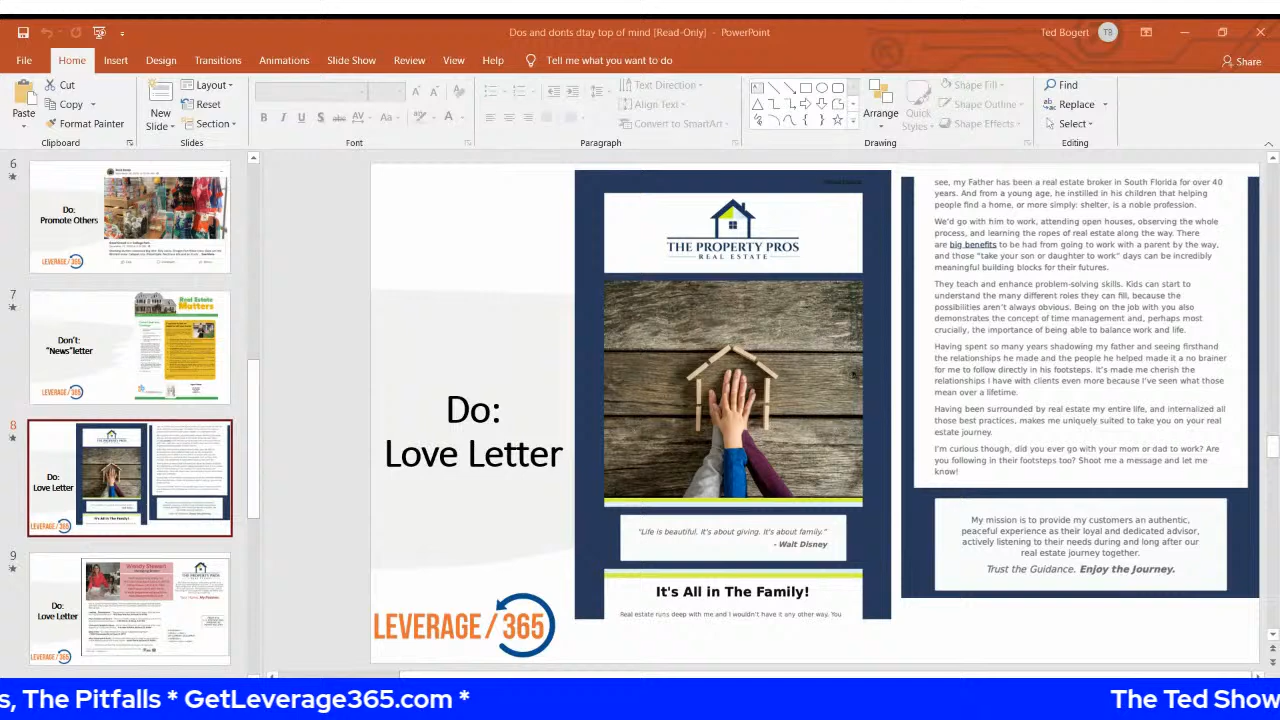 Dos and donts dtay top of mind [Read-Only] - PowerPoint
Ted Bogert
TB
File
Home
Insert
Design
Transitions
Animations
Slide Show
Review
View
Help
Tell me what you want to do
Share
Paste
Cut
Copy
Format Painter
Clipboard
New
Slide
Layout
Reset
Section
Slides
Font
Text Direction
Align Text
Convert to SmartArt
Paragraph
Arrange
Quick
Styles
Shape Fill
Shape Outline
Shape Effects
Drawing
Find
Replace
Select
Editing
6
Do:
Promote Others
LEVERAGE/365
7
Don't:
"News"letter
Real Estate
Matters
LEVERAGE/365
8
Do:
Love Letter
LEVERAGE/365
It's All in The Family!
9
Do:
Love Letter
Brandy Stewart
THE PROPERTY PROS
LEVERAGE/365
Do:
Love Letter
LEVERAGE / 365
THE PROPERTY PROS
REAL ESTATE
"Life is beautiful. It's about giving. It's about family."
- Walt Disney
It's All in The Family!
Real estate runs deep with me and I wouldn't have it any other way. You
see, my Father has been a real estate broker in South Florida for over 40
years. And from a young age, he instilled in his children that helping
people find a home, or more simply: shelter, is a noble profession.
We'd go with him to work, attending open houses, observing the whole
process, and learning the ropes of real estate along the way. There
are big benefits to be had from going to work with a parent by the way,
and those "take your son or daughter to work" days can be incredibly
meaningful building blocks for their futures.
They teach and enhance problem-solving skills. Kids can start to
understand the many different roles they can fill, because the
possibilities aren't always obvious. Being on the job with you also
demonstrates the concept of time management and, perhaps most
crucially, the importance of being able to balance work and life.
Having spent so many years shadowing my father and seeing firsthand
the relationships he made and the people he helped made it a no brainer
for me to follow directly in his footsteps. It's made me cherish the
relationships I have with clients even more because I've seen what those
mean over a lifetime.
Having been surrounded by real estate my entire life, and internalized all
those best practices, makes me uniquely suited to take you on your real
estate journey.
I'm curious though, did you ever go with your mom or dad to work? Are
you following in their footsteps too? Shoot me a message and let me
know!
My mission is to provide my customers an authentic,
peaceful experience as their loyal and dedicated advisor,
actively listening to their needs during and long after our
real estate journey together.
Trust the Guidance. Enjoy the Journey.
s, The Pitfalls * GetLeverage365.com *
The Ted Show